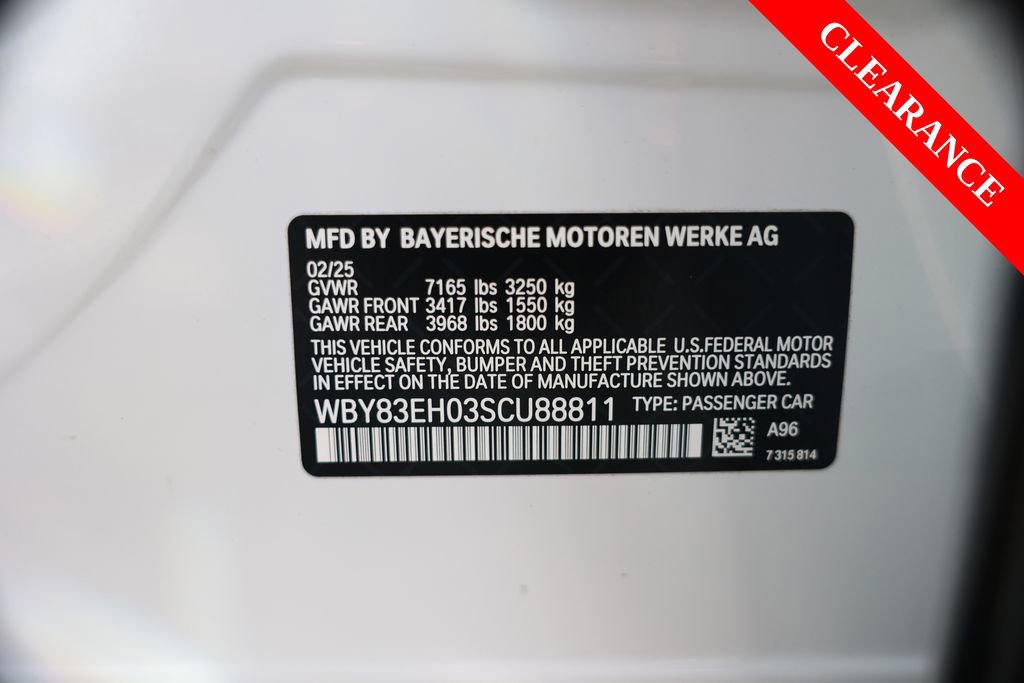 CLEARANCE
MFD BY BAYERISCHE MOTOREN WERKE AG
02/25
GVWR 7165 lbs 3250 kg
GAWR FRONT 3417 lbs 1550 kg
GAWR REAR 3968 lbs 1800 kg
THIS VEHICLE CONFORMS TO ALL APPLICABLE U.S.FEDERAL MOTOR
VEHICLE SAFETY, BUMPER AND THEFT PREVENTION STANDARDS
IN EFFECT ON THE DATE OF MANUFACTURE SHOWN ABOVE.
WBY83EH03SCU88811 TYPE: PASSENGER CAR
A96
7 315 814